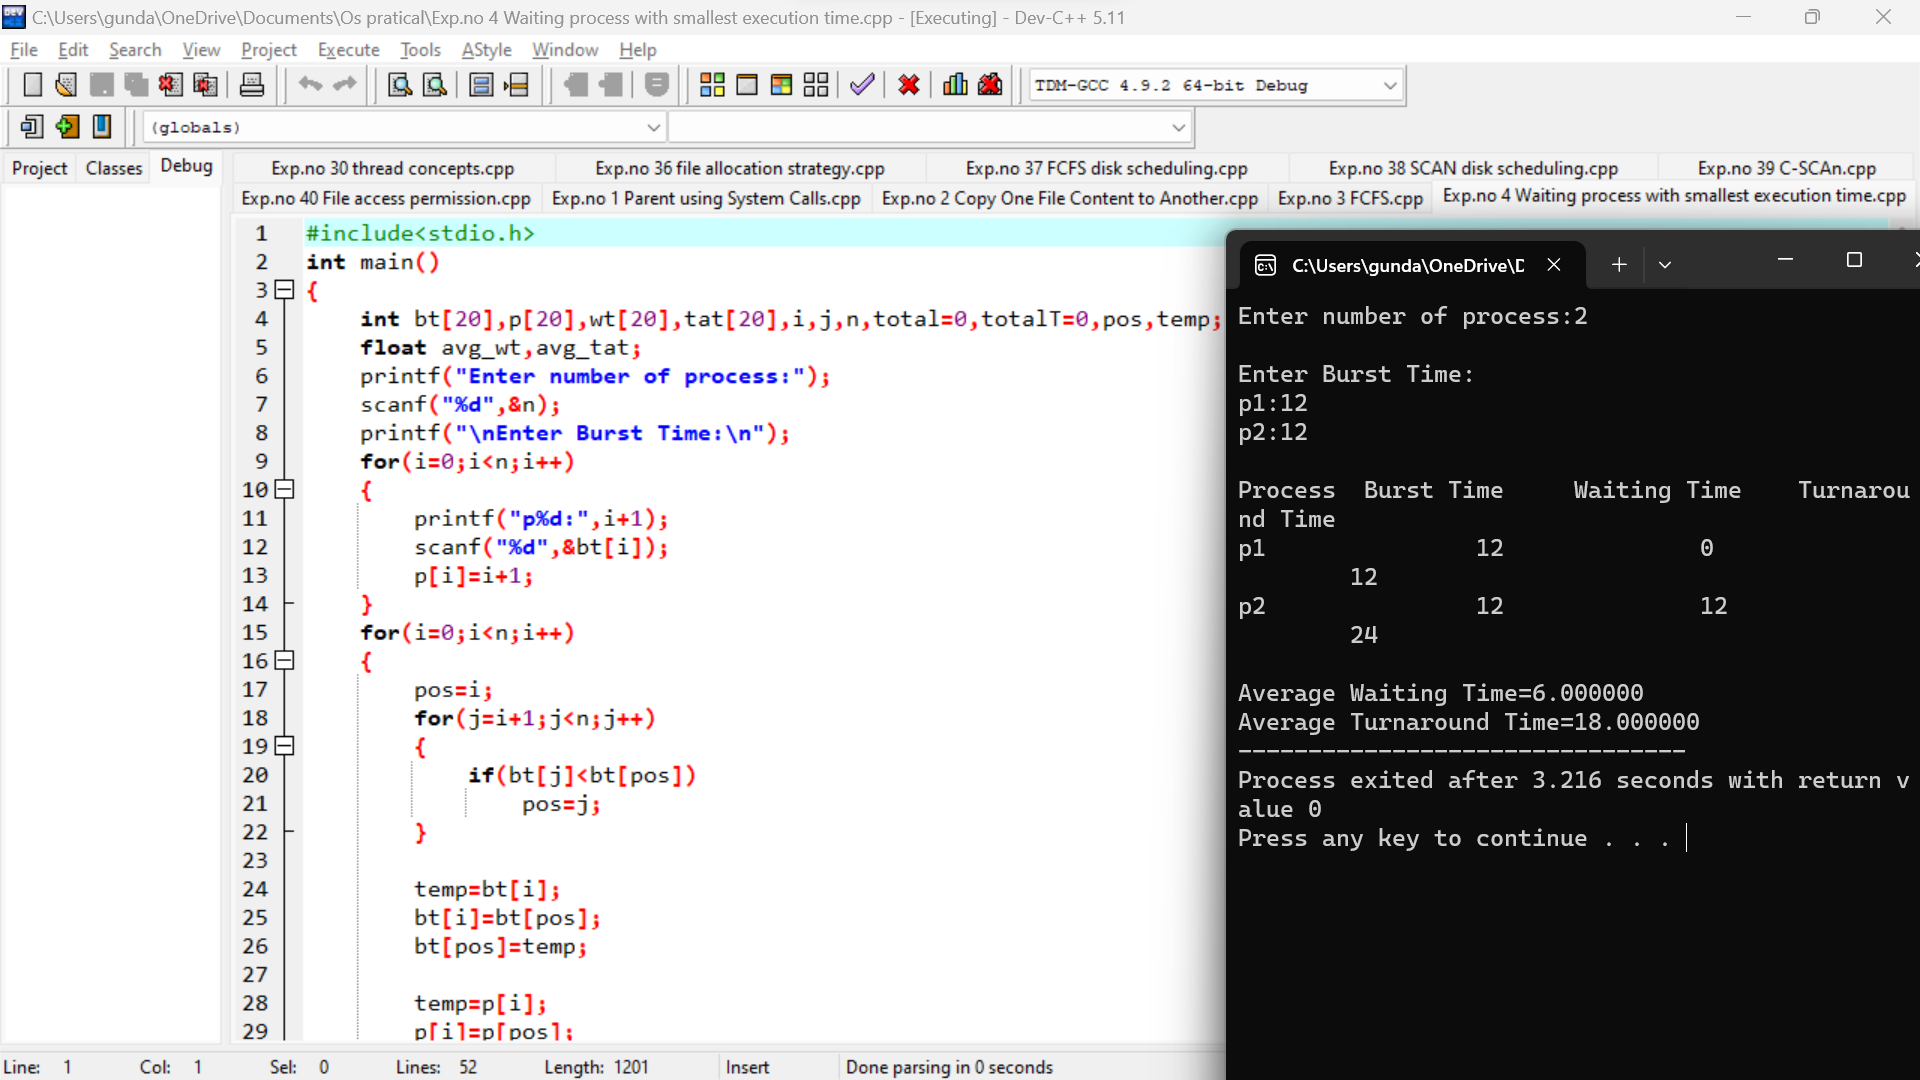 C:\Users\gunda\OneDrive\Documents\Os pratical\Exp.no 4 Waiting process with smallest execution time.cpp - [Executing] - Dev-C++ 5.11
File Edit Search View Project Execute Tools AStyle Window Help
TDM-GCC 4.9.2 64-bit Debug
(globals)
Project Classes Debug
Exp.no 30 thread concepts.cpp Exp.no 36 file allocation strategy.cpp Exp.no 37 FCFS disk scheduling.cpp Exp.no 38 SCAN disk scheduling.cpp Exp.no 39 C-SCAn.cpp
Exp.no 40 File access permission.cpp Exp.no 1 Parent using System Calls.cpp Exp.no 2 Copy One File Content to Another.cpp Exp.no 3 FCFS.cpp Exp.no 4 Waiting process with smallest execution time.cpp
1 #include<stdio.h>
2 int main()
3 {
4 int bt[20],p[20],wt[20],tat[20],i,j,n,total=0,totalT=0,pos,temp;
5 float avg_wt,avg_tat;
6 printf("Enter number of process:");
7 scanf("%d",&n);
8 printf("\nEnter Burst Time:\n");
9 for(i=0;i<n;i++)
10 {
11 printf("p%d:",i+1);
12 scanf("%d",&bt[i]);
13 p[i]=i+1;
14 }
15 for(i=0;i<n;i++)
16 {
17 pos=i;
18 for(j=i+1;j<n;j++)
19 {
20 if(bt[j]<bt[pos])
21 pos=j;
22 }
23
24 temp=bt[i];
25 bt[i]=bt[pos];
26 bt[pos]=temp;
27
28 temp=p[i];
29 p[i]=p[pos];
C:\Users\gunda\OneDrive\D
Enter number of process:2
Enter Burst Time:
p1:12
p2:12
Process Burst Time Waiting Time Turnarou
nd Time
p1 12 0
12
p2 12 12
24
Average Waiting Time=6.000000
Average Turnaround Time=18.000000
--------------------------------
Process exited after 3.216 seconds with return v
alue 0
Press any key to continue . . .
Line: 1 Col: 1 Sel: 0 Lines: 52 Length: 1201 Insert Done parsing in 0 seconds